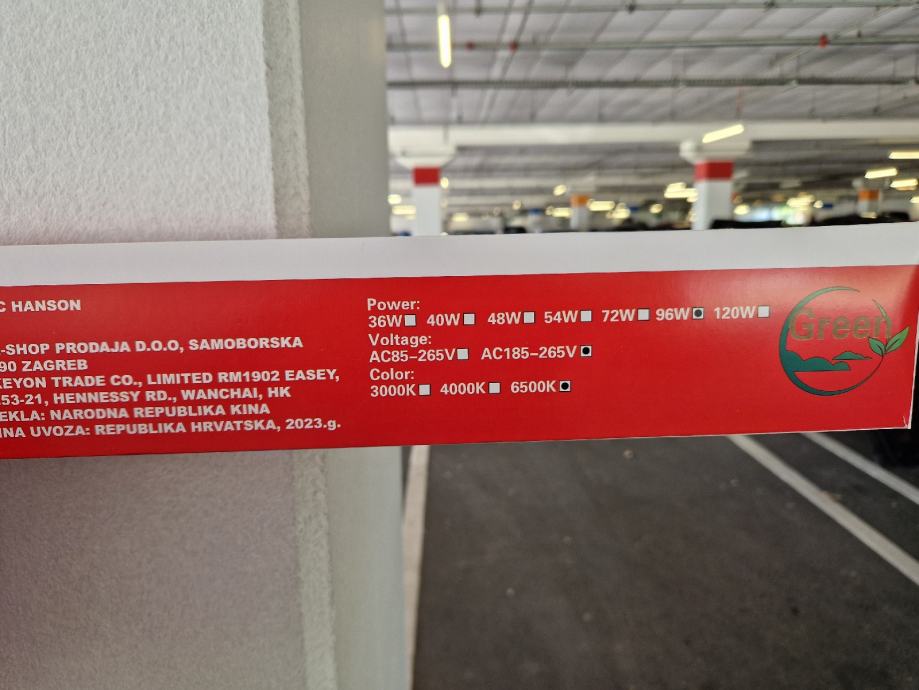 C HANSON
-SHOP PRODAJA D.O.O, SAMOBORSKA
90 ZAGREB
KEYON TRADE CO., LIMITED RM1902 EASEY,
.53-21, HENNESSY RD., WANCHAI, HK
EKLA: NARODNA REPUBLIKA KINA
INA UVOZA: REPUBLIKA HRVATSKA, 2023.g.
Power:
36W 40W 48W 54W 72W 96W 120W
Voltage:
AC85-265V AC185-265V
Color:
3000K 4000K 6500K
Green